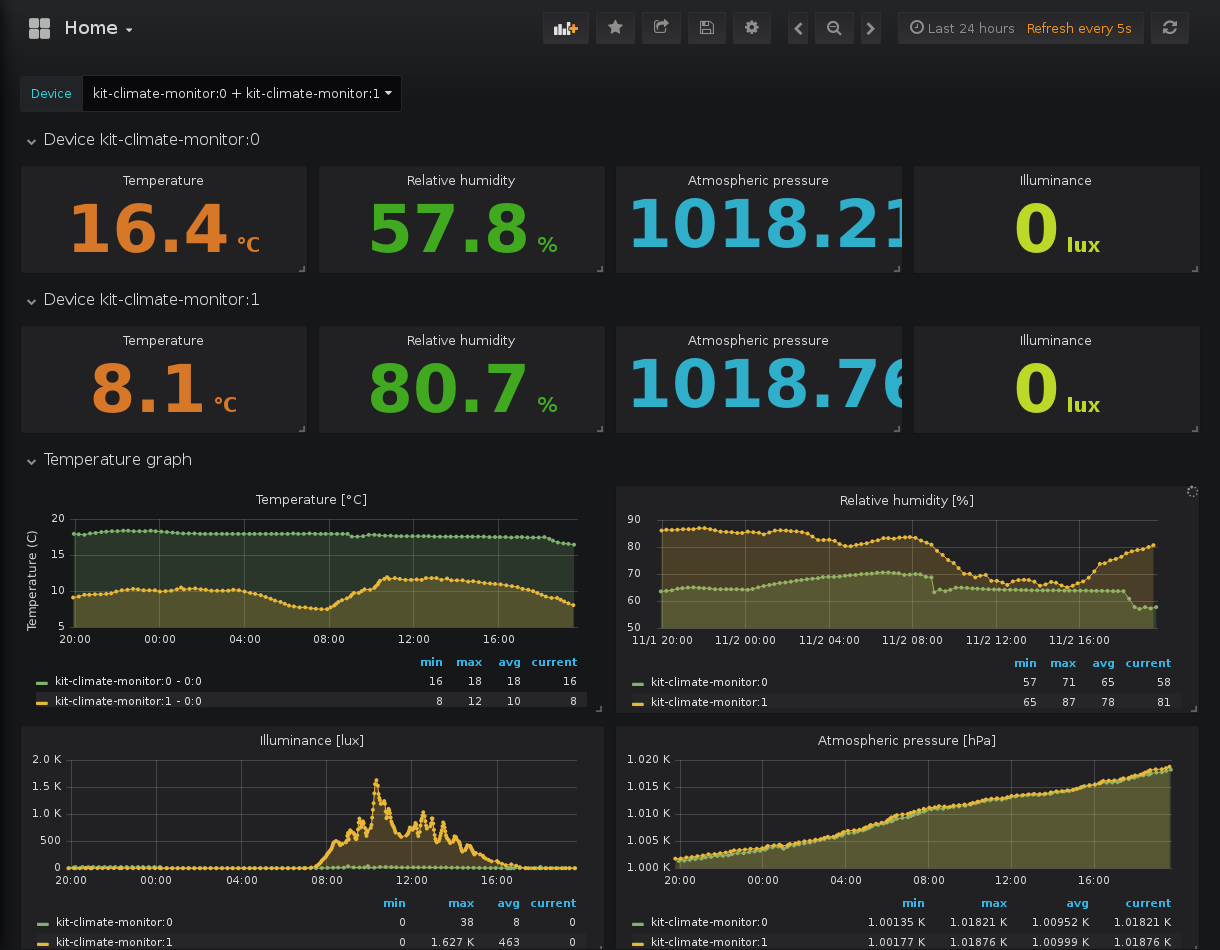 Home
Last 24 hours Refresh every 5s
Device kit-climate-monitor:0 + kit-climate-monitor:1
Device kit-climate-monitor:0
Temperature Relative humidity Atmospheric pressure Illuminance
16.4 °C 57.8 % 1018.21 0 lux
Device kit-climate-monitor:1
Temperature Relative humidity Atmospheric pressure Illuminance
8.1 °C 80.7 % 1018.76 0 lux
Temperature graph
Temperature [°C]
Temperature (C)
20
15
10
5
20:00 00:00 04:00 08:00 12:00 16:00
min max avg current
kit-climate-monitor:0 - 0:0 16 18 18 16
kit-climate-monitor:1 - 0:0 8 12 10 8
Relative humidity [%]
90
80
70
60
50
11/1 20:00 11/2 00:00 11/2 04:00 11/2 08:00 11/2 12:00 11/2 16:00
min max avg current
kit-climate-monitor:0 57 71 65 58
kit-climate-monitor:1 65 87 78 81
Illuminance [lux]
2.0 K
1.5 K
1.0 K
500
0
20:00 00:00 04:00 08:00 12:00 16:00
min max avg current
kit-climate-monitor:0 0 38 8 0
kit-climate-monitor:1 0 1.627 K 463 0
Atmospheric pressure [hPa]
1.020 K
1.015 K
1.010 K
1.005 K
1.000 K
20:00 00:00 04:00 08:00 12:00 16:00
min max avg current
kit-climate-monitor:0 1.00135 K 1.01821 K 1.00952 K 1.01821 K
kit-climate-monitor:1 1.00177 K 1.01876 K 1.00999 K 1.01876 K